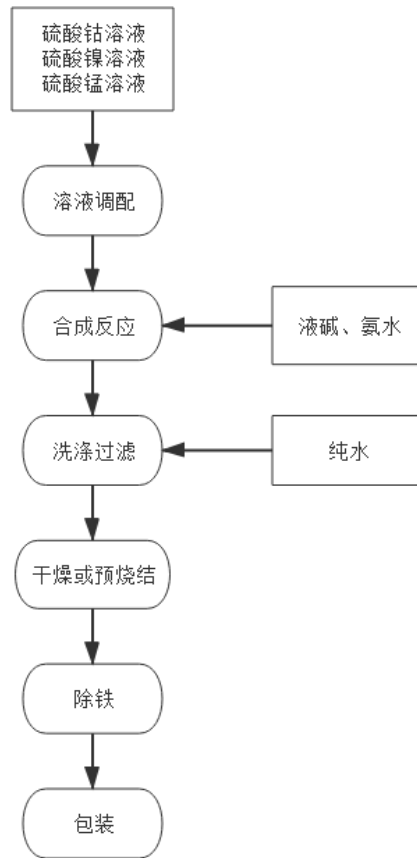 硫酸钴溶液
硫酸镍溶液
硫酸锰溶液
溶液调配
合成反应
液碱、氨水
洗涤过滤
纯水
干燥或预烧结
除铁
包装